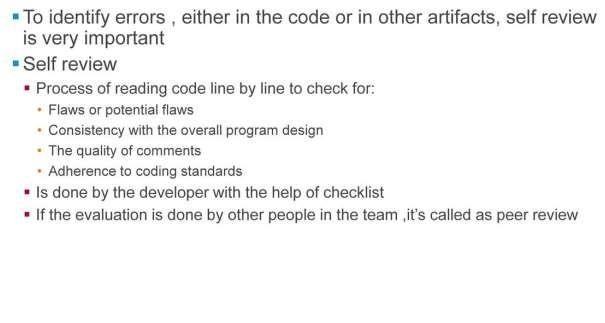 To identify errors , either in the code or in other artifacts, self review
is very important
Self review
Process of reading code line by line to check for:
Flaws or potential flaws
Consistency with the overall program design
The quality of comments
Adherence to coding standards
Is done by the developer with the help of checklist
If the evaluation is done by other people in the team ,it's called as peer review